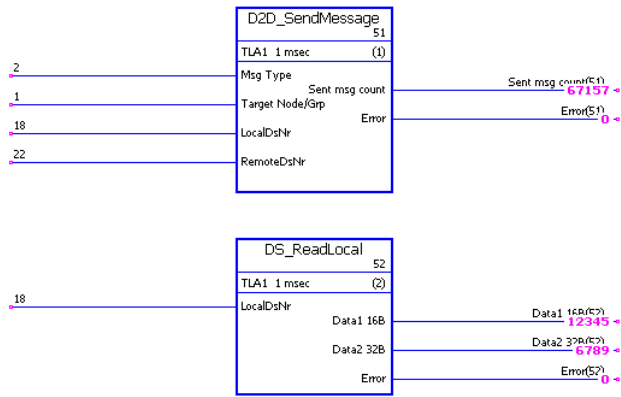 D2D_SendMessage
51
TLA1 1 msec (1)
2
Msg Type
Sent msg count
Sent msg count(51)
67157
1
Target Node/Grp
Error
Error(51)
0
18
LocalDsNr
22
RemoteDsNr
DS_ReadLocal
52
TLA1 1 msec (2)
18
LocalDsNr
Data1 16B
Data1 16B(52)
12345
Data2 32B
Data2 32B(52)
6789
Error
Error(52)
0